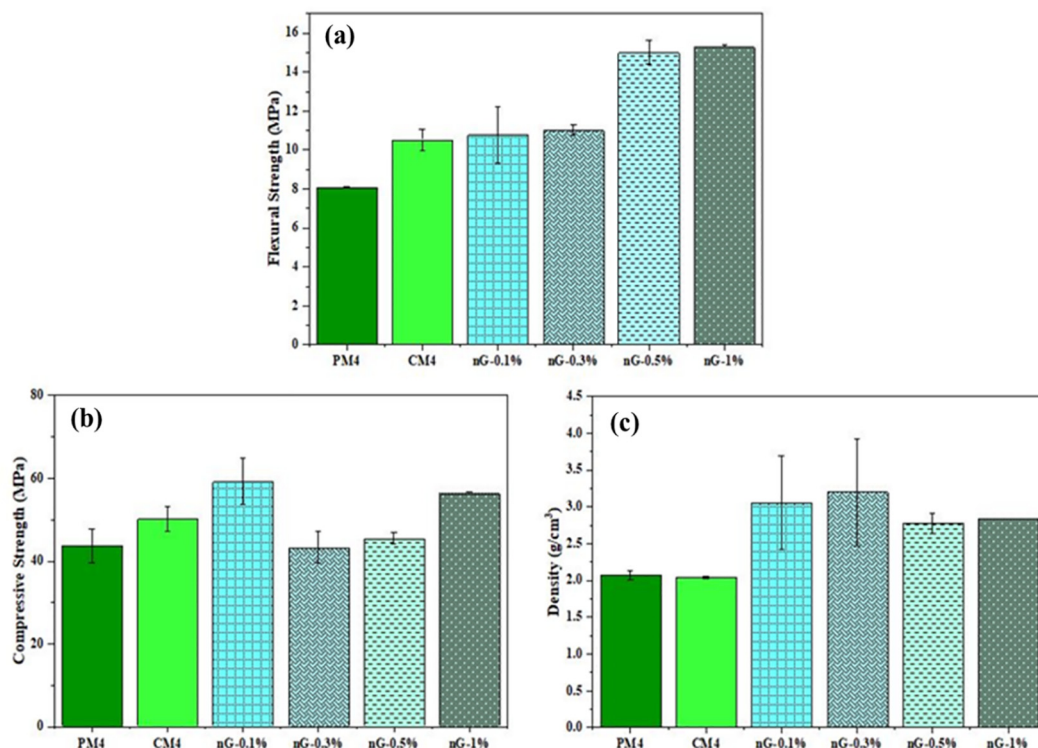 (a)
Flexural Strength (MPa)
16
14
12
10
8
6
4
2
0
PM4 CM4 nG-0.1% nG-0.3% nG-0.5% nG-1%
(b)
Compressive Strength (MPa)
80
60
40
20
0
PM4 CM4 nG-0.1% nG-0.3% nG-0.5% nG-1%
(c)
Density (g/cm³)
4.5
4.0
3.5
3.0
2.5
2.0
1.5
1.0
0.5
0.0
PM4 CM4 nG-0.1% nG-0.3% nG-0.5% nG-1%